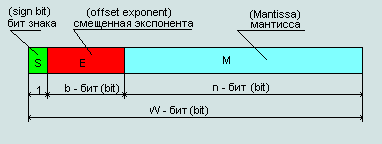 (sign bit)
бит знака
(offset exponent)
смещенная экспонента
(Mantissa)
мантисса
S
E
M
1
b - бит (bit)
n - бит (bit)
W - бит (bit)